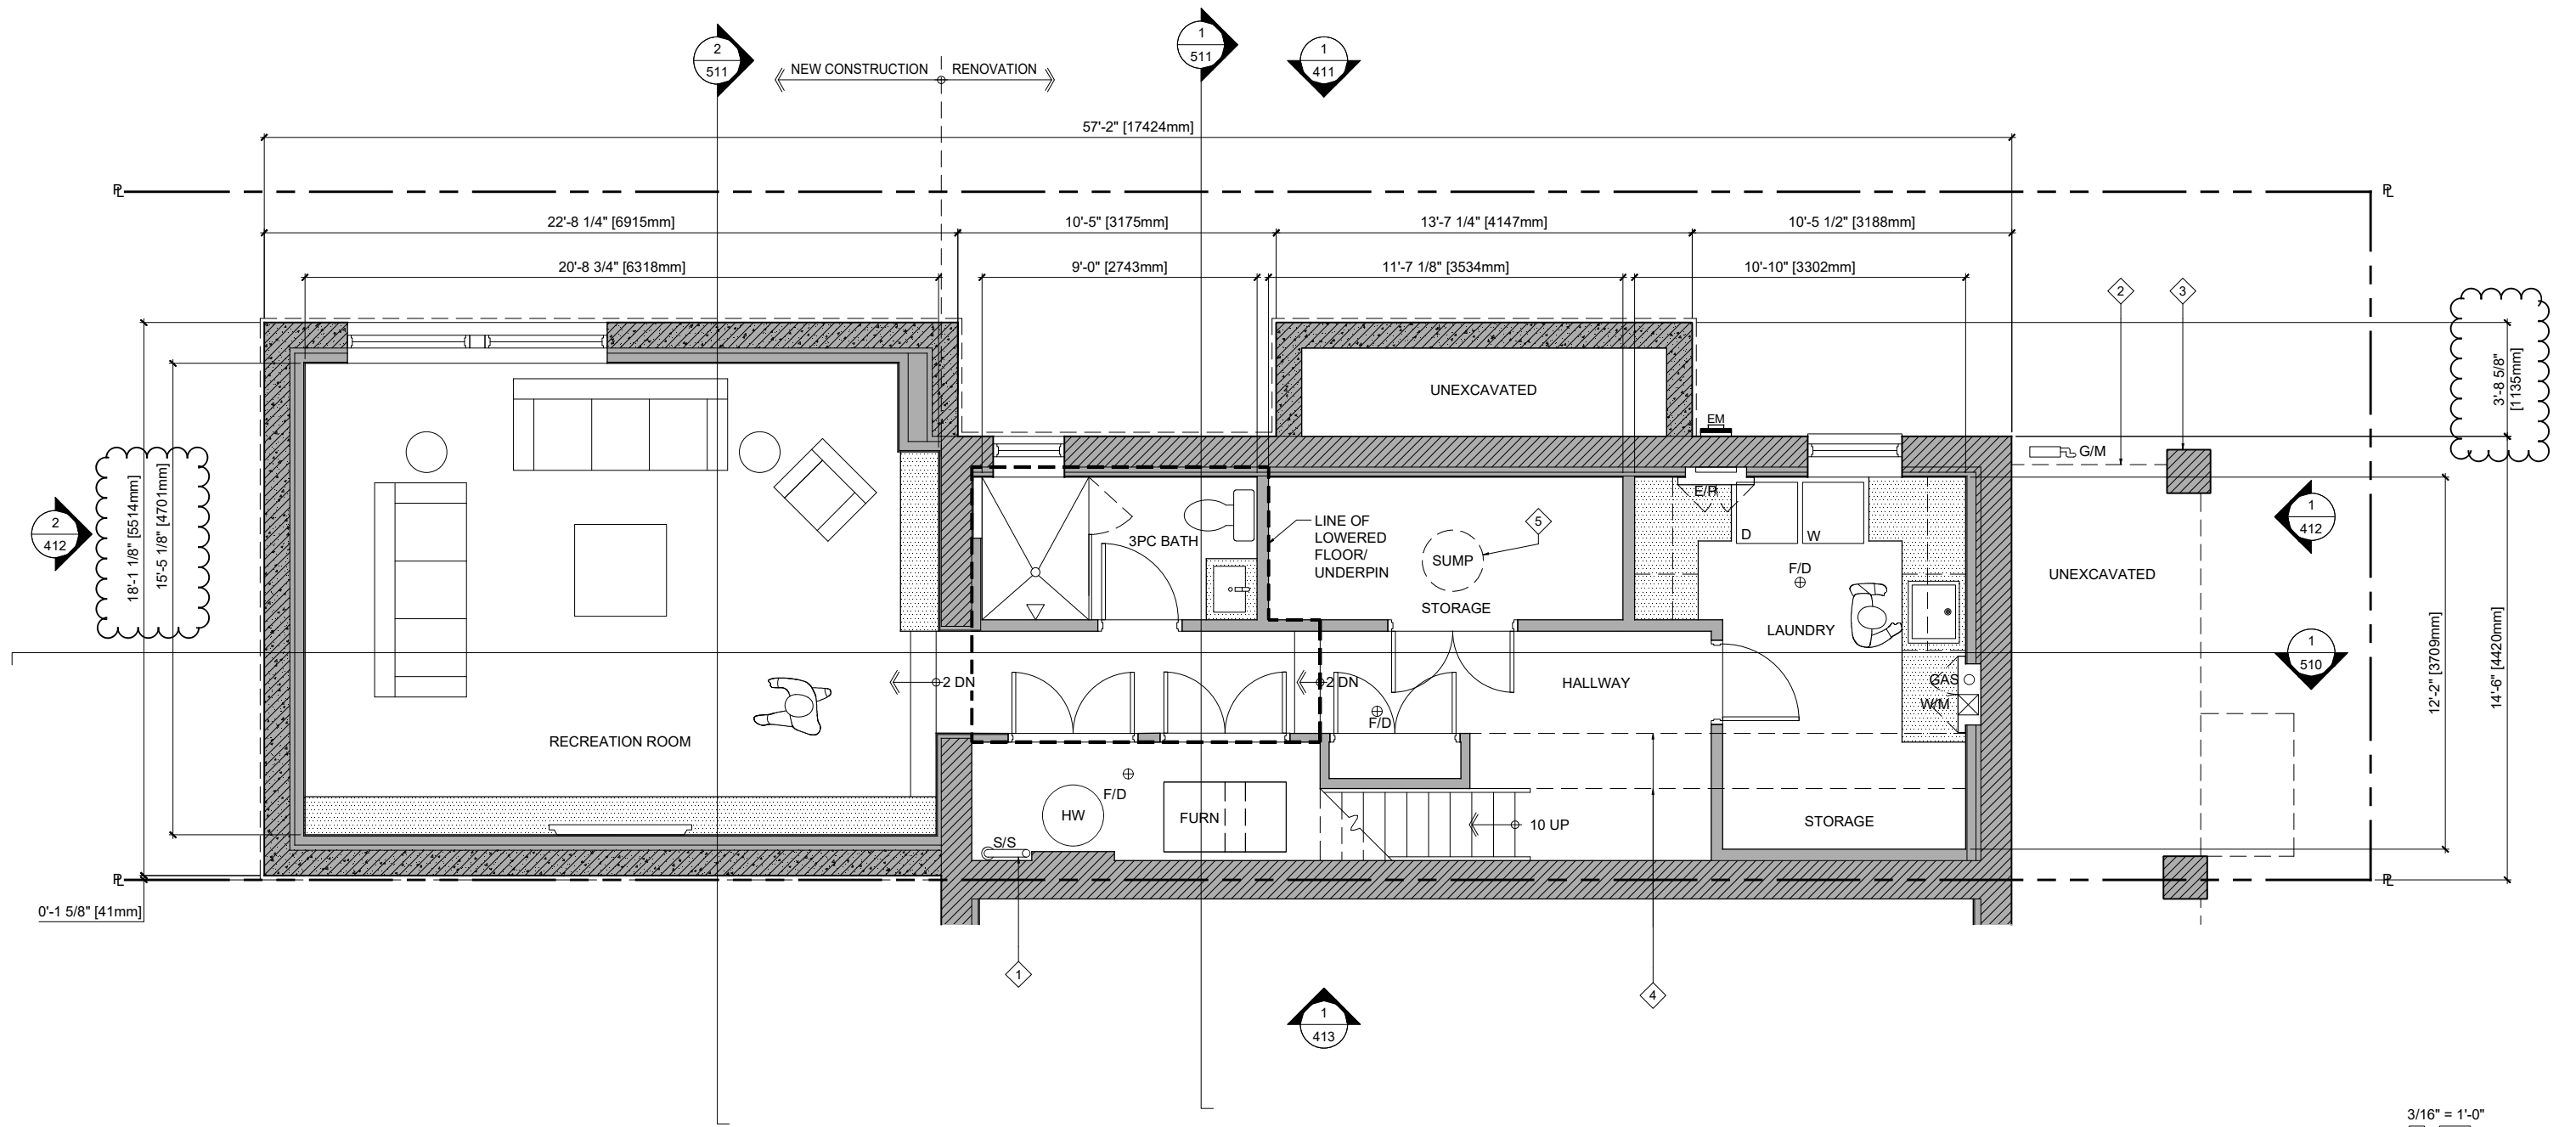 2
511
1
511
1
411
NEW CONSTRUCTION
RENOVATION
57'-2" [17424mm]
PL
PL
22'-8 1/4" [6915mm]
10'-5" [3175mm]
13'-7 1/4" [4147mm]
10'-5 1/2" [3188mm]
20'-8 3/4" [6318mm]
9'-0" [2743mm]
11'-7 1/8" [3534mm]
10'-10" [3302mm]
2
3
3'-8 5/8"
[1135mm]
UNEXCAVATED
EM
G/M
18'-1 1/8" [5514mm]
15'-5 1/8" [4701mm]
2
412
E/P
LINE OF
LOWERED
FLOOR/
UNDERPIN
5
1
412
3PC BATH
D
W
SUMP
F/D
UNEXCAVATED
STORAGE
LAUNDRY
1
510
12'-2" [3709mm]
14'-6" [4420mm]
2 DN
2 DN
HALLWAY
GAS
W/M
F/D
RECREATION ROOM
F/D
HW
FURN
10 UP
STORAGE
S/S
PL
PL
0'-1 5/8" [41mm]
1
4
1
413
3/16" = 1'-0"